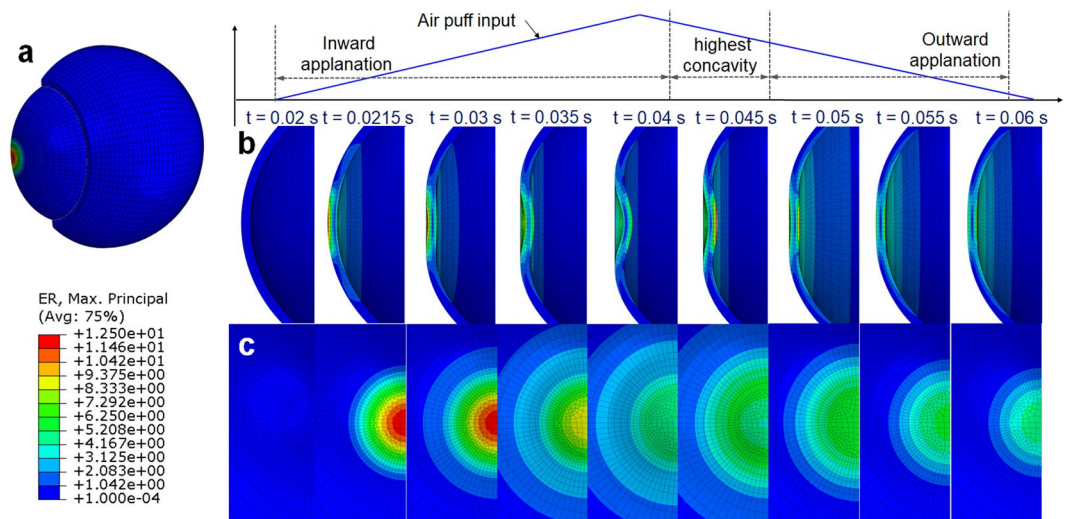 a
Air puff input
Inward
applanation
highest
concavity
Outward
applanation
t = 0.02 s
t = 0.0215 s
t = 0.03 s
t = 0.035 s
t = 0.04 s
t = 0.045 s
t = 0.05 s
t = 0.055 s
t = 0.06 s
b
ER, Max. Principal
(Avg: 75%)
+1.250e+01
+1.146e+01
+1.042e+01
+9.375e+00
+8.333e+00
+7.292e+00
+6.250e+00
+5.208e+00
+4.167e+00
+3.125e+00
+2.083e+00
+1.042e+00
+1.000e-04
c